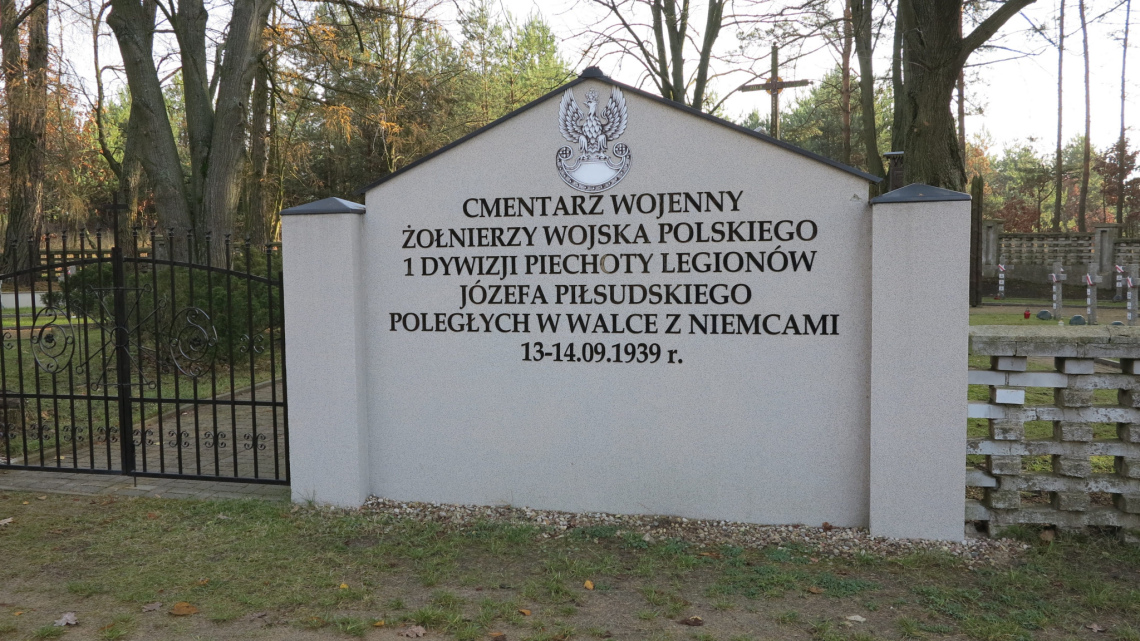 CMENTARZ WOJENNY
ŻOŁNIERZY WOJSKA POLSKIEGO
1 DYWIZJI PIECHOTY LEGIONÓW
JÓZEFA PIŁSUDSKIEGO
POLEGŁYCH W WALCE Z NIEMCAMI
13-14.09.1939 r.